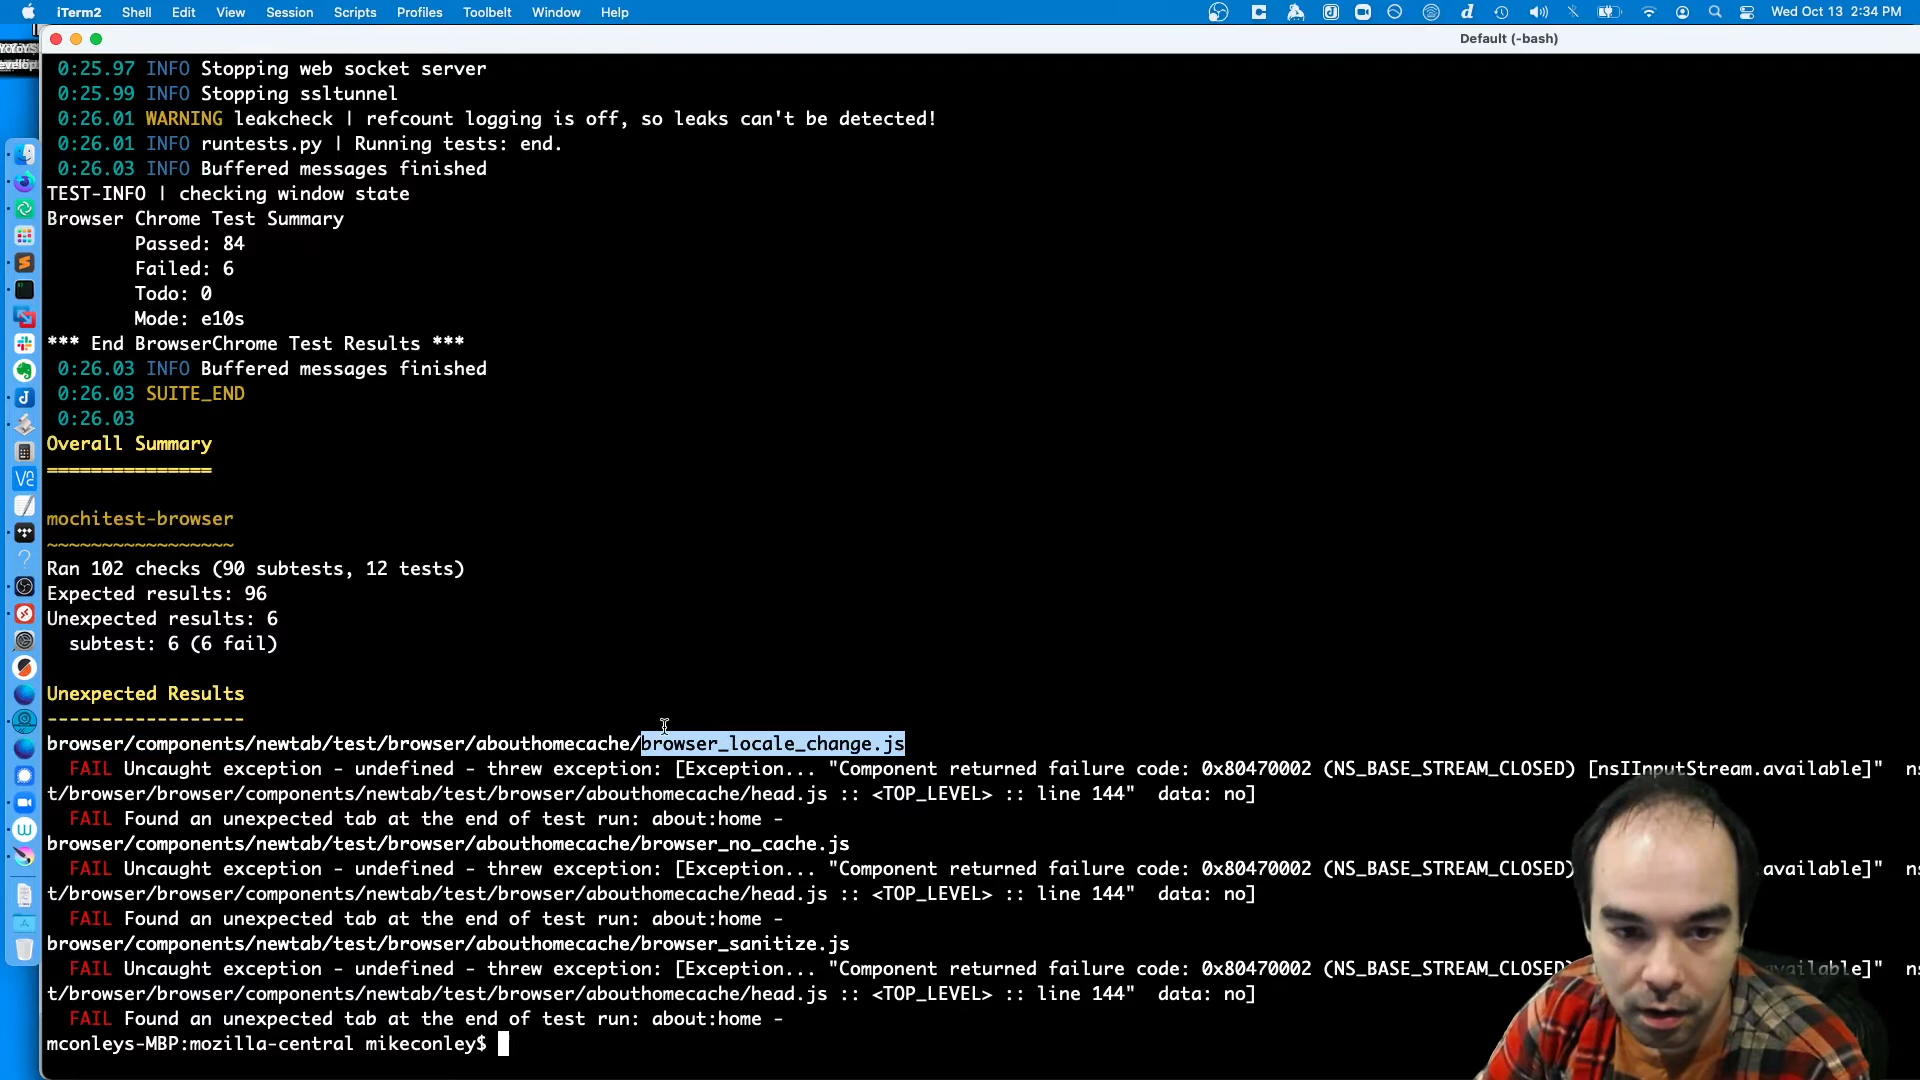 iTerm2 Shell Edit View Session Scripts Profiles Toolbelt Window Help Wed Oct 13 2:34 PM
Default (-bash)
0:25.97 INFO Stopping web socket server
0:25.99 INFO Stopping ssltunnel
0:26.01 WARNING leakcheck | refcount logging is off, so leaks can't be detected!
0:26.01 INFO runtests.py | Running tests: end.
0:26.03 INFO Buffered messages finished
TEST-INFO | checking window state
Browser Chrome Test Summary
Passed: 84
Failed: 6
Todo: 0
Mode: e10s
*** End BrowserChrome Test Results ***
0:26.03 INFO Buffered messages finished
0:26.03 SUITE_END
0:26.03
Overall Summary
===============
mochitest-browser
~~~~~~~~~~~~~~~~~
Ran 102 checks (90 subtests, 12 tests)
Expected results: 96
Unexpected results: 6
subtest: 6 (6 fail)
Unexpected Results
------------------
browser/components/newtab/test/browser/abouthomecache/browser_locale_change.js
FAIL Uncaught exception - undefined - threw exception: [Exception... "Component returned failure code: 0x80470002 (NS_BASE_STREAM_CLOSED) [nsIInputStream.available]" ns
t/browser/browser/components/newtab/test/browser/abouthomecache/head.js :: <TOP_LEVEL> :: line 144" data: no]
FAIL Found an unexpected tab at the end of test run: about:home -
browser/components/newtab/test/browser/abouthomecache/browser_no_cache.js
FAIL Uncaught exception - undefined - threw exception: [Exception... "Component returned failure code: 0x80470002 (NS_BASE_STREAM_CLOSED) available]" ns
t/browser/browser/components/newtab/test/browser/abouthomecache/head.js :: <TOP_LEVEL> :: line 144" data: no]
FAIL Found an unexpected tab at the end of test run: about:home -
browser/components/newtab/test/browser/abouthomecache/browser_sanitize.js
FAIL Uncaught exception - undefined - threw exception: [Exception... "Component returned failure code: 0x80470002 (NS_BASE_STREAM_CLOSED) available]" ns
t/browser/browser/components/newtab/test/browser/abouthomecache/head.js :: <TOP_LEVEL> :: line 144" data: no]
FAIL Found an unexpected tab at the end of test run: about:home -
mconleys-MBP:mozilla-central mikeconley$